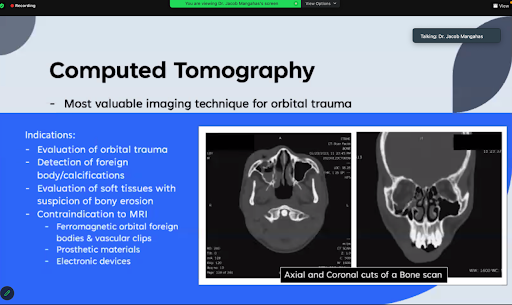 Recording
You are viewing Dr. Jacob Mangahas's screen
View Options
View
Talking: Dr. Jacob Mangahas
Computed Tomography
- Most valuable imaging technique for orbital trauma
Indications:
- Evaluation of orbital trauma
- Detection of foreign
body/calcifications
- Evaluation of soft tissues with
suspicion of bony erosion
- Contraindication to MRI
- Ferromagnetic orbital foreign
bodies & vascular clips
- Prosthetic materials
- Electronic devices
Axial and Coronal cuts of a Bone scan